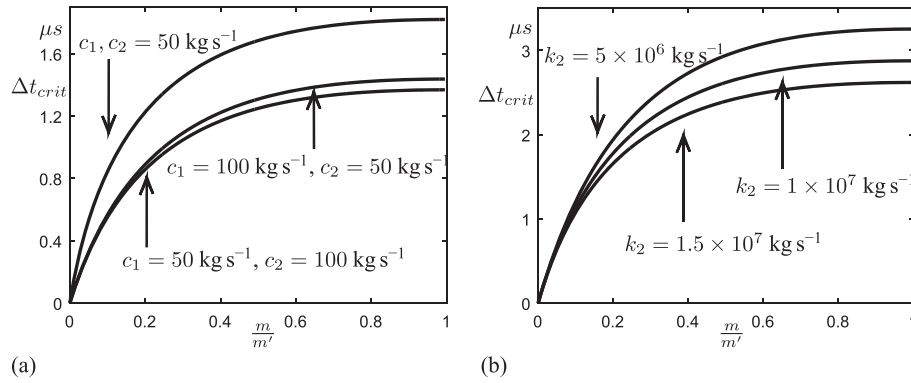 μs
1.6
Δt_crit
1.2
0.8
0.4
0
c₁, c₂ = 50 kg s⁻¹
c₁ = 100 kg s⁻¹, c₂ = 50 kg s⁻¹
c₁ = 50 kg s⁻¹, c₂ = 100 kg s⁻¹
0 0.2 0.4 0.6 0.8 1
m/m′
(a)
μs
3
Δt_crit
2
1
0
k₂ = 5 × 10⁶ kg s⁻¹
k₂ = 1 × 10⁷ kg s⁻¹
k₂ = 1.5 × 10⁷ kg s⁻¹
0 0.2 0.4 0.6 0.8 1
m/m′
(b)